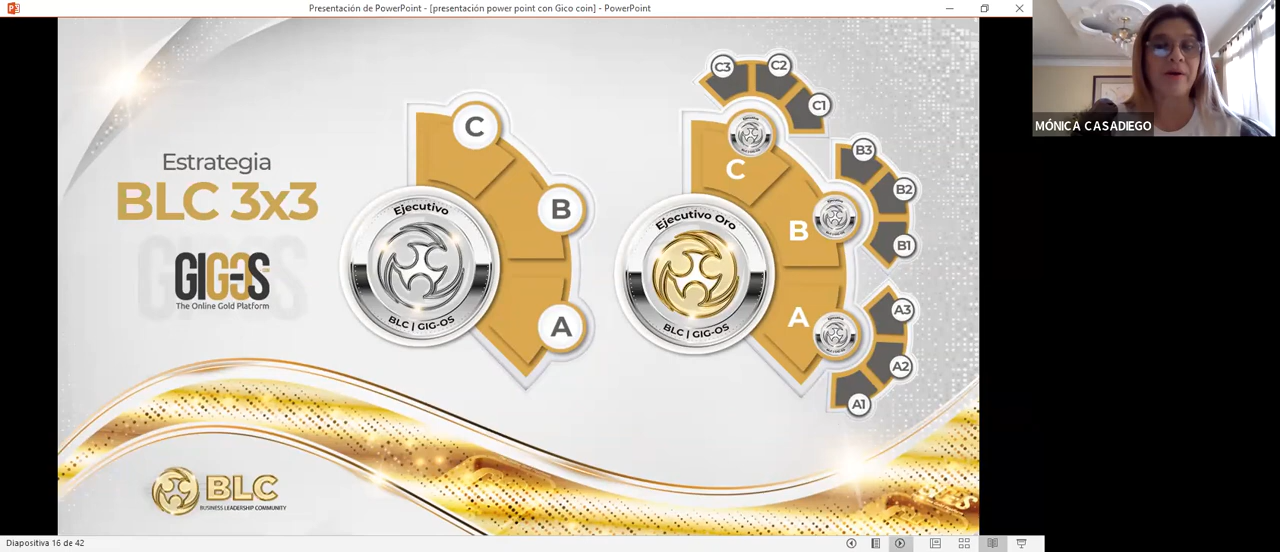 Presentación de PowerPoint - [presentación power point con Gico coin] - PowerPoint
MÓNICA CASADIEGO
Estrategia
BLC 3x3
GIGOS
The Online Gold Platform
BLC
BUSINESS LEADERSHIP COMMUNITY
C
B
A
Ejecutivo
BLC | GIG-OS
C3
C2
C1
C
B3
B2
B1
B
A3
A2
A1
A
Ejecutivo Oro
BLC | GIG-OS
Diapositiva 16 de 42